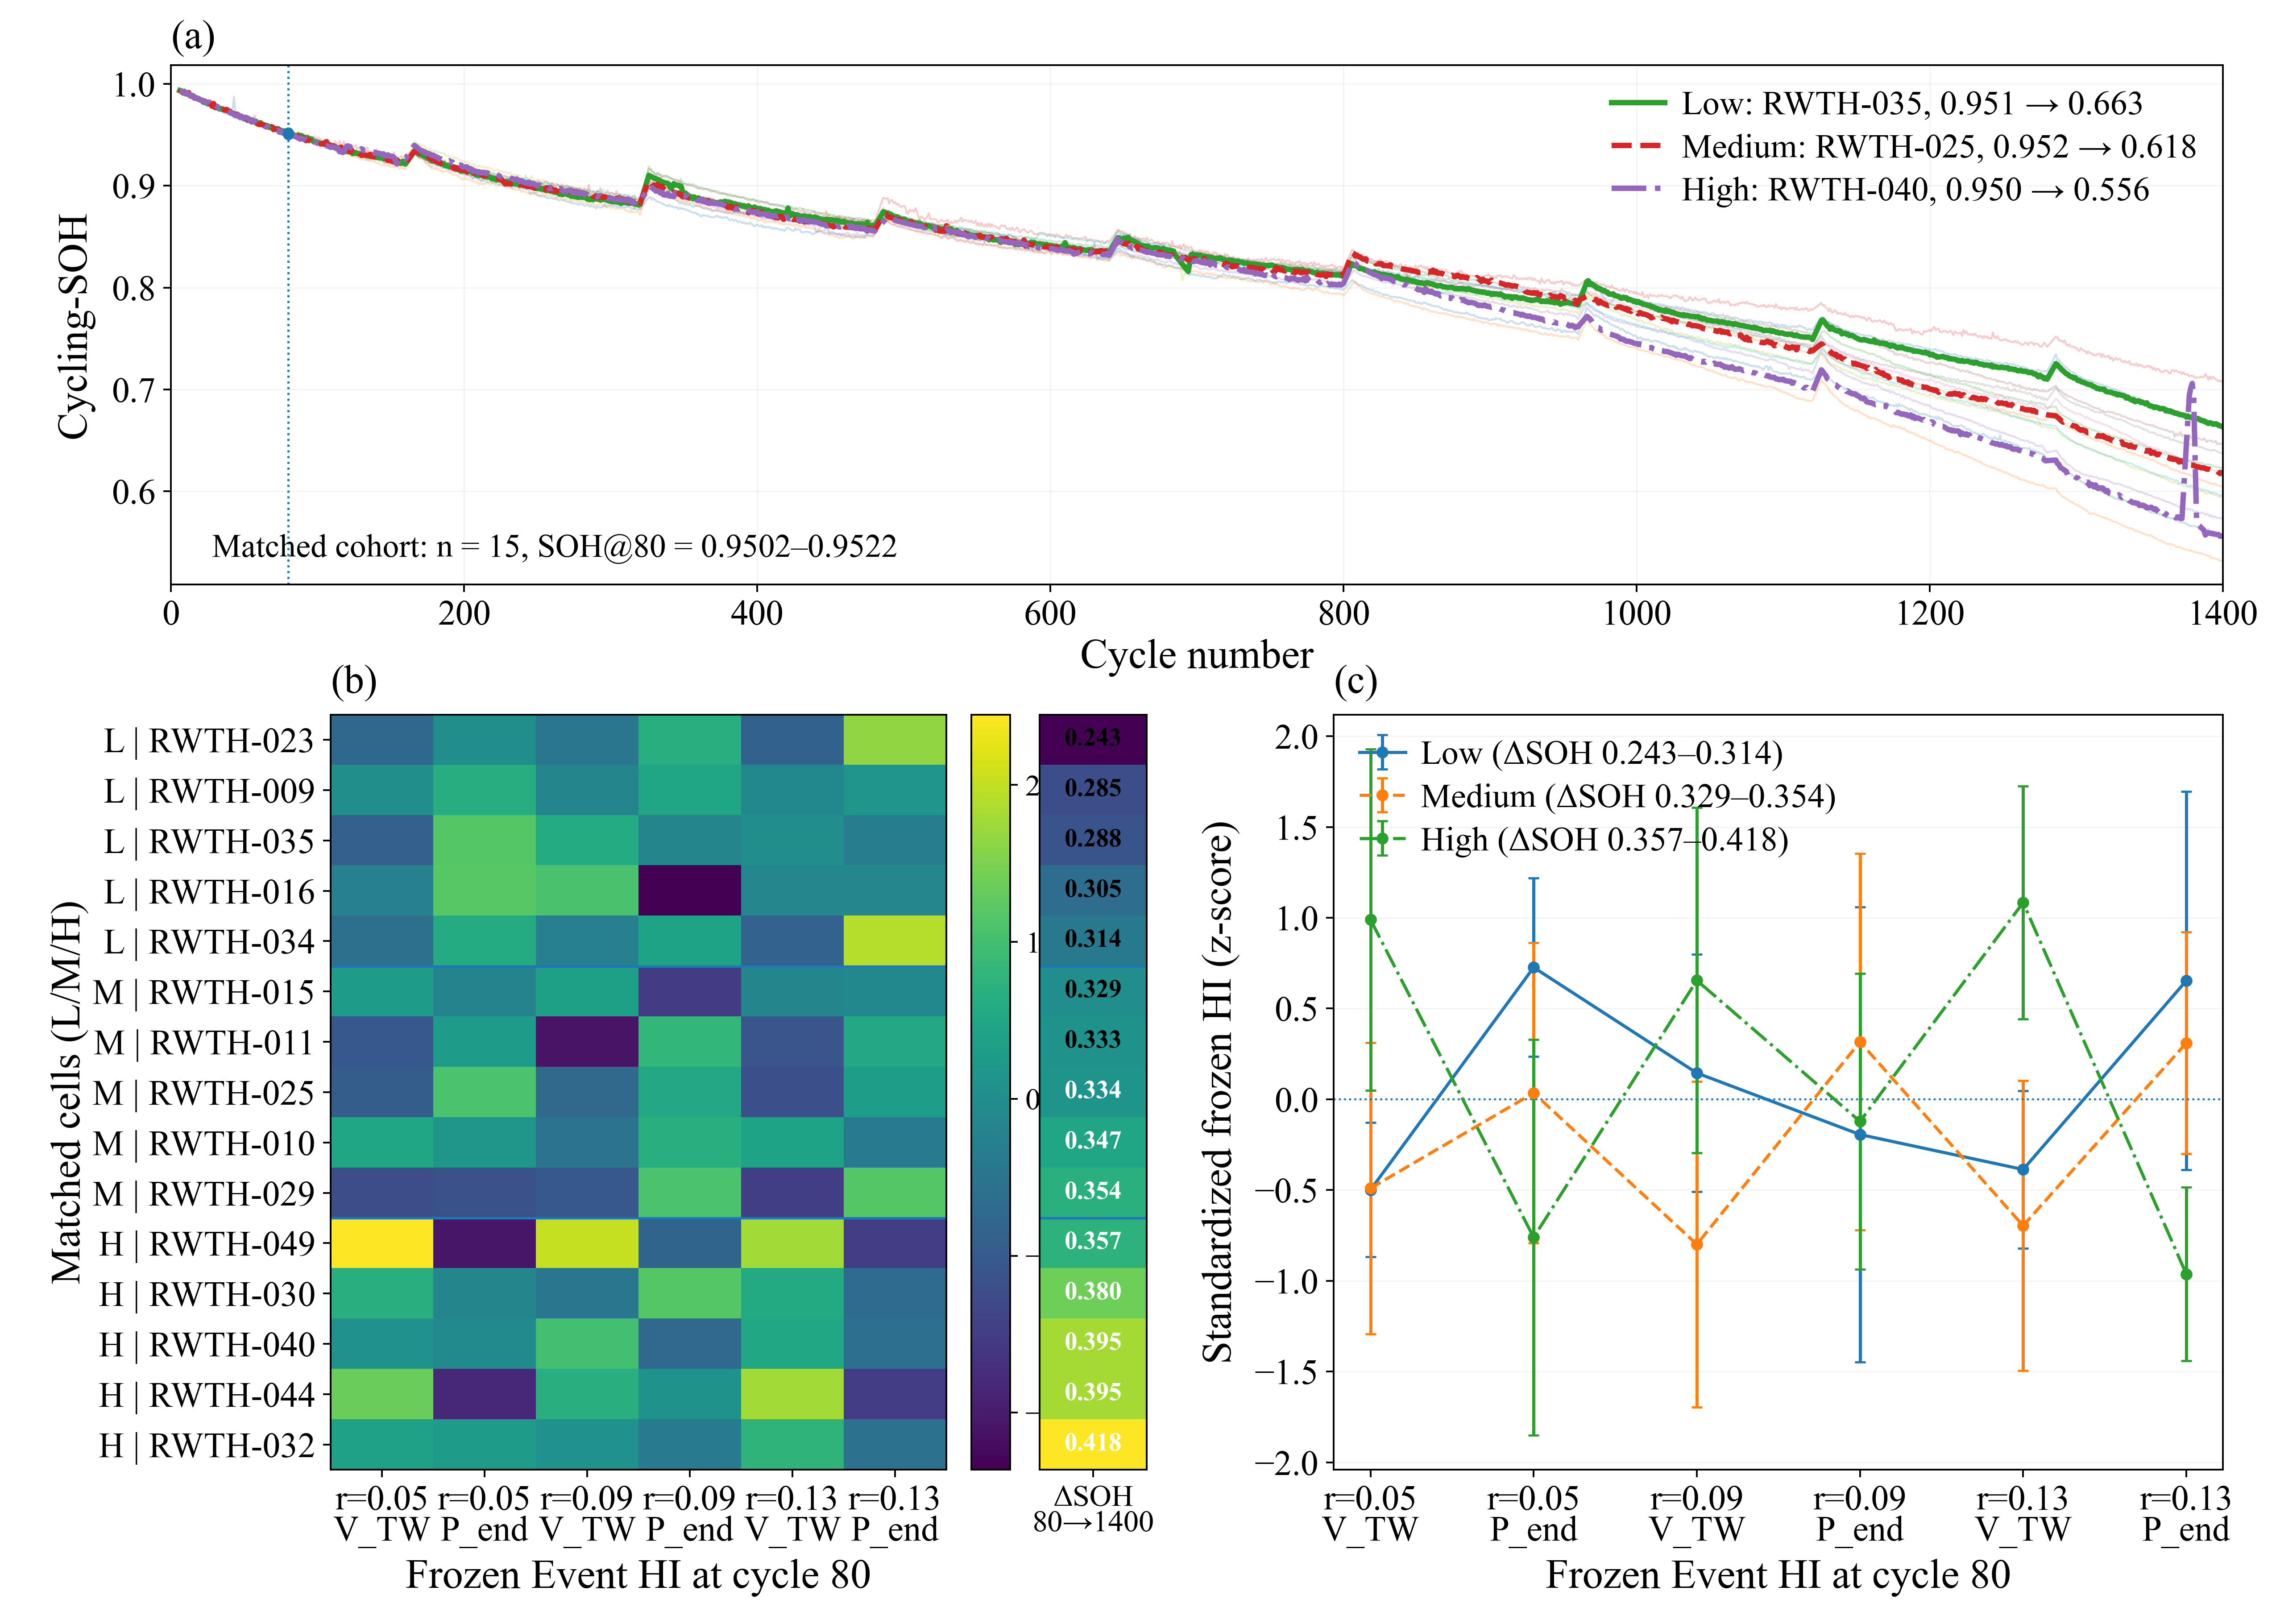 (a)
1.0
0.9
0.8
0.7
0.6
Cycling-SOH
Low: RWTH-035, 0.951 → 0.663
Medium: RWTH-025, 0.952 → 0.618
High: RWTH-040, 0.950 → 0.556
Matched cohort: n = 15, SOH@80 = 0.9502–0.9522
0 200 400 600 800 1000 1200 1400
Cycle number
(b)
Matched cells (L/M/H)
L | RWTH-023
L | RWTH-009
L | RWTH-035
L | RWTH-016
L | RWTH-034
M | RWTH-015
M | RWTH-011
M | RWTH-025
M | RWTH-010
M | RWTH-029
H | RWTH-049
H | RWTH-030
H | RWTH-040
H | RWTH-044
H | RWTH-032
r=0.05 r=0.05 r=0.09 r=0.09 r=0.13 r=0.13
V_TW P_end V_TW P_end V_TW P_end
Frozen Event HI at cycle 80
2
1
0
−
−
0.243
0.285
0.288
0.305
0.314
0.329
0.333
0.334
0.347
0.354
0.357
0.380
0.395
0.395
0.418
ΔSOH
80→1400
(c)
Standardized frozen HI (z-score)
2.0
1.5
1.0
0.5
0.0
−0.5
−1.0
−1.5
−2.0
Low (ΔSOH 0.243–0.314)
Medium (ΔSOH 0.329–0.354)
High (ΔSOH 0.357–0.418)
r=0.05 r=0.05 r=0.09 r=0.09 r=0.13 r=0.13
V_TW P_end V_TW P_end V_TW P_end
Frozen Event HI at cycle 80